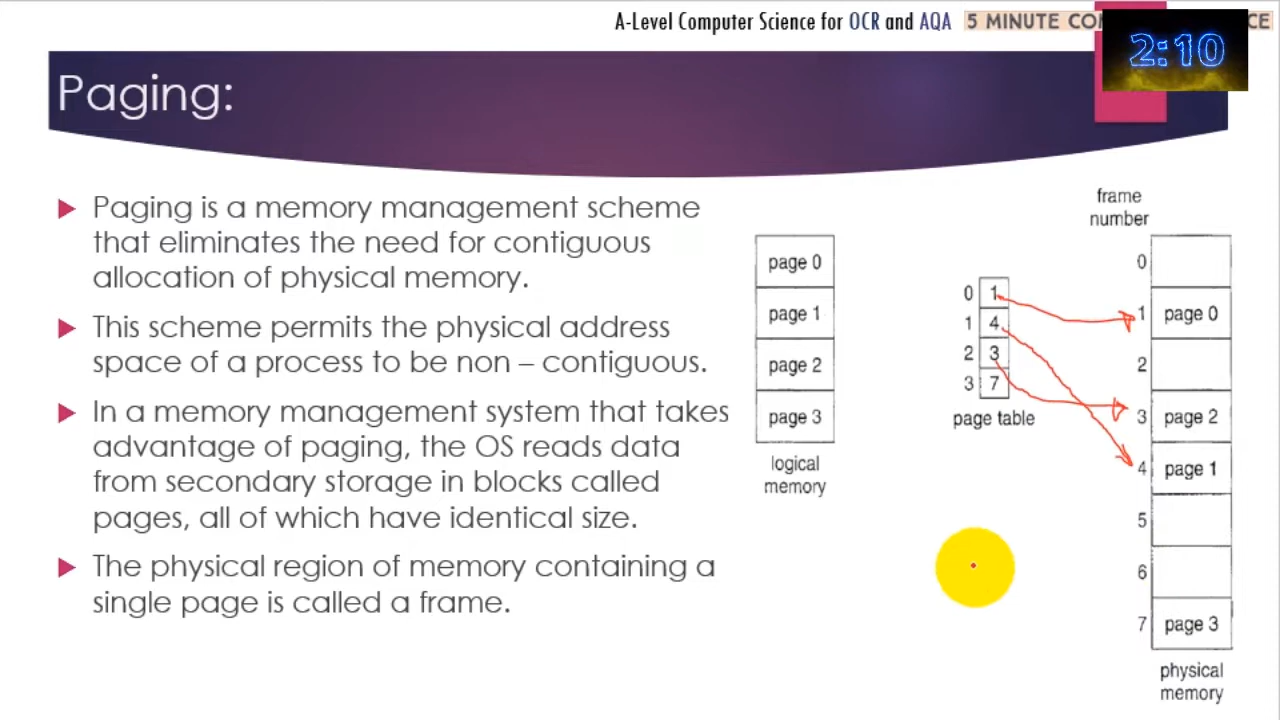 A-Level Computer Science for OCR and AQA 5 MINUTE
2:10
Paging:
Paging is a memory management scheme
that eliminates the need for contiguous
allocation of physical memory.
This scheme permits the physical address
space of a process to be non – contiguous.
In a memory management system that takes
advantage of paging, the OS reads data
from secondary storage in blocks called
pages, all of which have identical size.
The physical region of memory containing a
single page is called a frame.
page 0
page 1
page 2
page 3
logical
memory
0 1
1 4
2 3
3 7
page table
frame
number
0
1 page 0
2
3 page 2
4 page 1
5
6
7 page 3
physical
memory